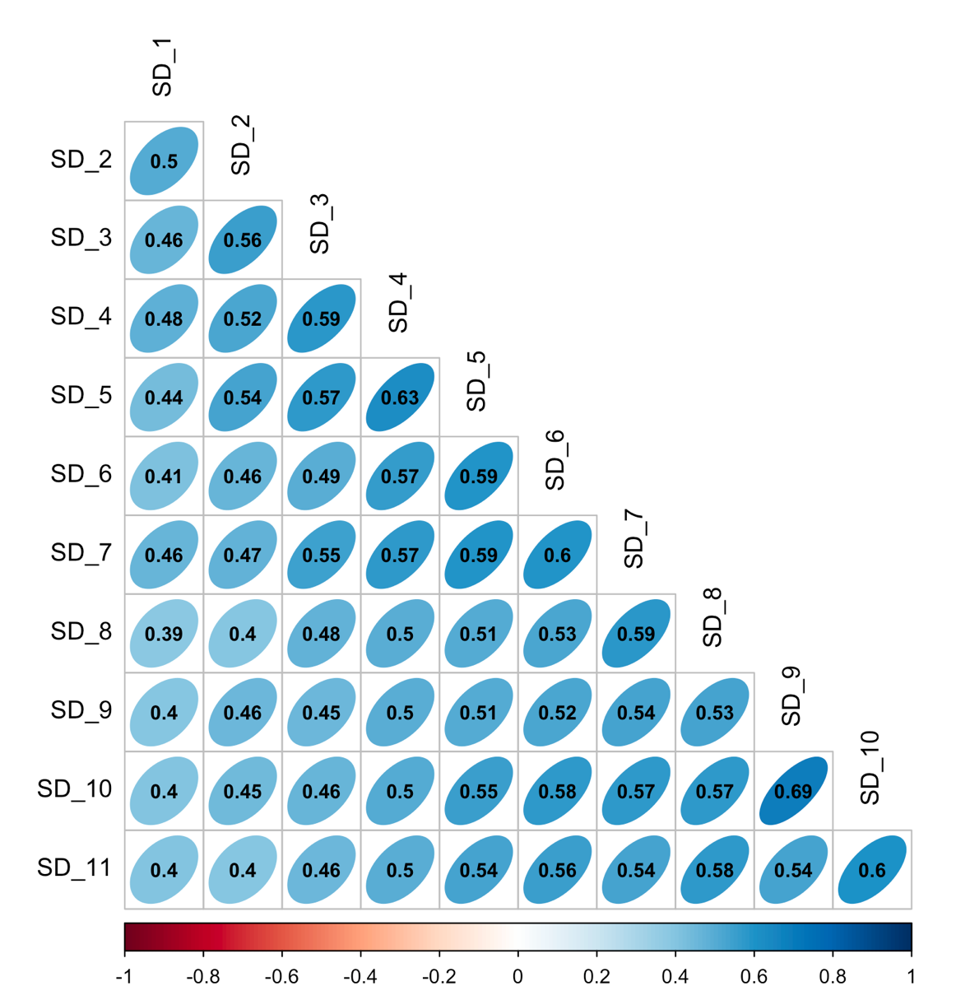 SD_1
SD_2 0.5 SD_2
SD_3 0.46 0.56 SD_3
SD_4 0.48 0.52 0.59 SD_4
SD_5 0.44 0.54 0.57 0.63 SD_5
SD_6 0.41 0.46 0.49 0.57 0.59 SD_6
SD_7 0.46 0.47 0.55 0.57 0.59 0.6 SD_7
SD_8 0.39 0.4 0.48 0.5 0.51 0.53 0.59 SD_8
SD_9 0.4 0.46 0.45 0.5 0.51 0.52 0.54 0.53 SD_9
SD_10 0.4 0.45 0.46 0.5 0.55 0.58 0.57 0.57 0.69 SD_10
SD_11 0.4 0.4 0.46 0.5 0.54 0.56 0.54 0.58 0.54 0.6
-1 -0.8 -0.6 -0.4 -0.2 0 0.2 0.4 0.6 0.8 1